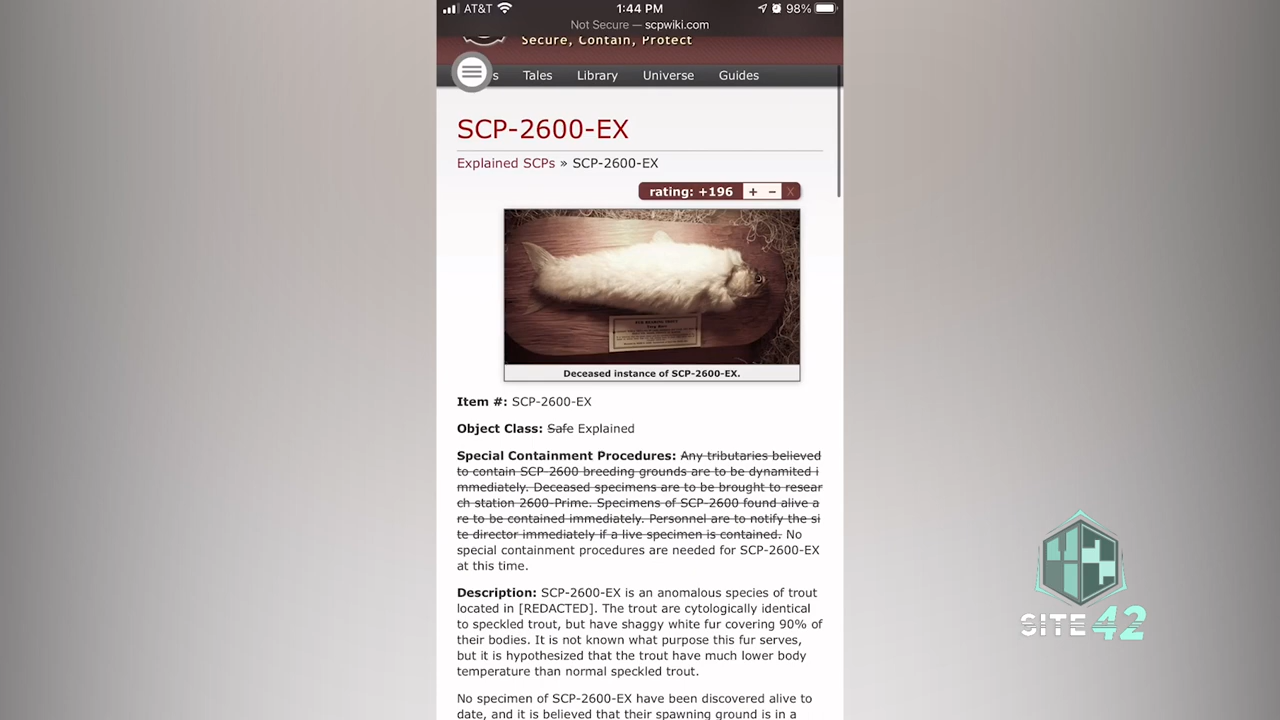 AT&T 1:44 PM 98%
Not Secure — scpwiki.com
Secure, Contain, Protect
s Tales Library Universe Guides
SCP-2600-EX
Explained SCPs » SCP-2600-EX
rating: +196 + − X
Deceased instance of SCP-2600-EX.
Item #: SCP-2600-EX
Object Class: Safe Explained
Special Containment Procedures: Any tributaries believed
to contain SCP-2600 breeding grounds are to be dynamited i
mmediately. Deceased specimens are to be brought to resear
ch station 2600-Prime. Specimens of SCP-2600 found alive a
re to be contained immediately. Personnel are to notify the si
te director immediately if a live specimen is contained. No
special containment procedures are needed for SCP-2600-EX
at this time.
Description: SCP-2600-EX is an anomalous species of trout
located in [REDACTED]. The trout are cytologically identical
to speckled trout, but have shaggy white fur covering 90% of
their bodies. It is not known what purpose this fur serves,
but it is hypothesized that the trout have much lower body
temperature than normal speckled trout.
No specimen of SCP-2600-EX have been discovered alive to
date, and it is believed that their spawning ground is in a
SITE 42